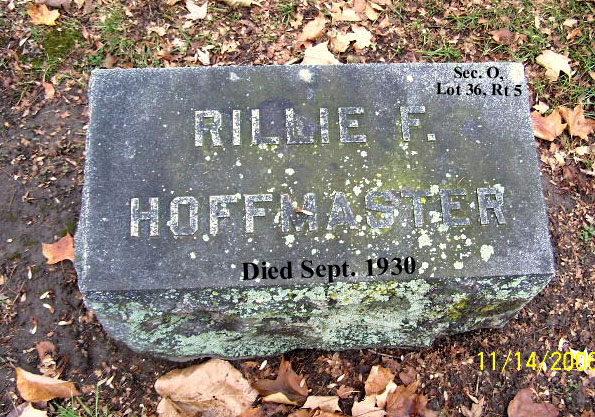 Sec. O,
Lot 36, Rt 5
RILLIE F.
HOFFMASTER
Died Sept. 1930
11/14/2006